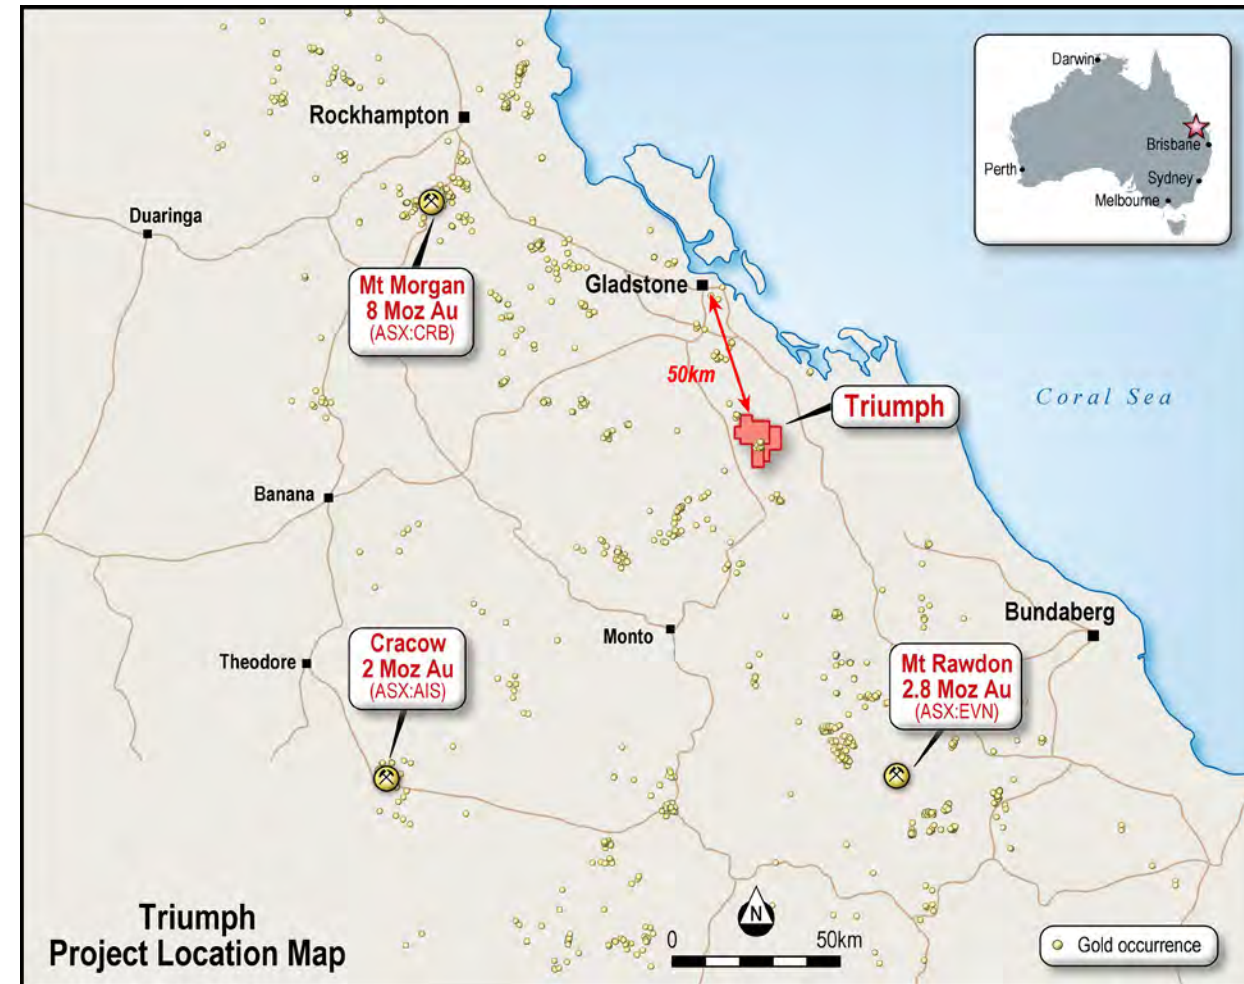 Rockhampton
Duaringa
Mt Morgan
8 Moz Au
(ASX:CRB)
Gladstone
50km
Triumph
Coral Sea
Darwin
Brisbane
Perth
Sydney
Melbourne
Banana
Theodore
Cracow
2 Moz Au
(ASX:AIS)
Monto
Bundaberg
Mt Rawdon
2.8 Moz Au
(ASX:EVN)
Triumph
Project Location Map
N
0 50km
Gold occurrence